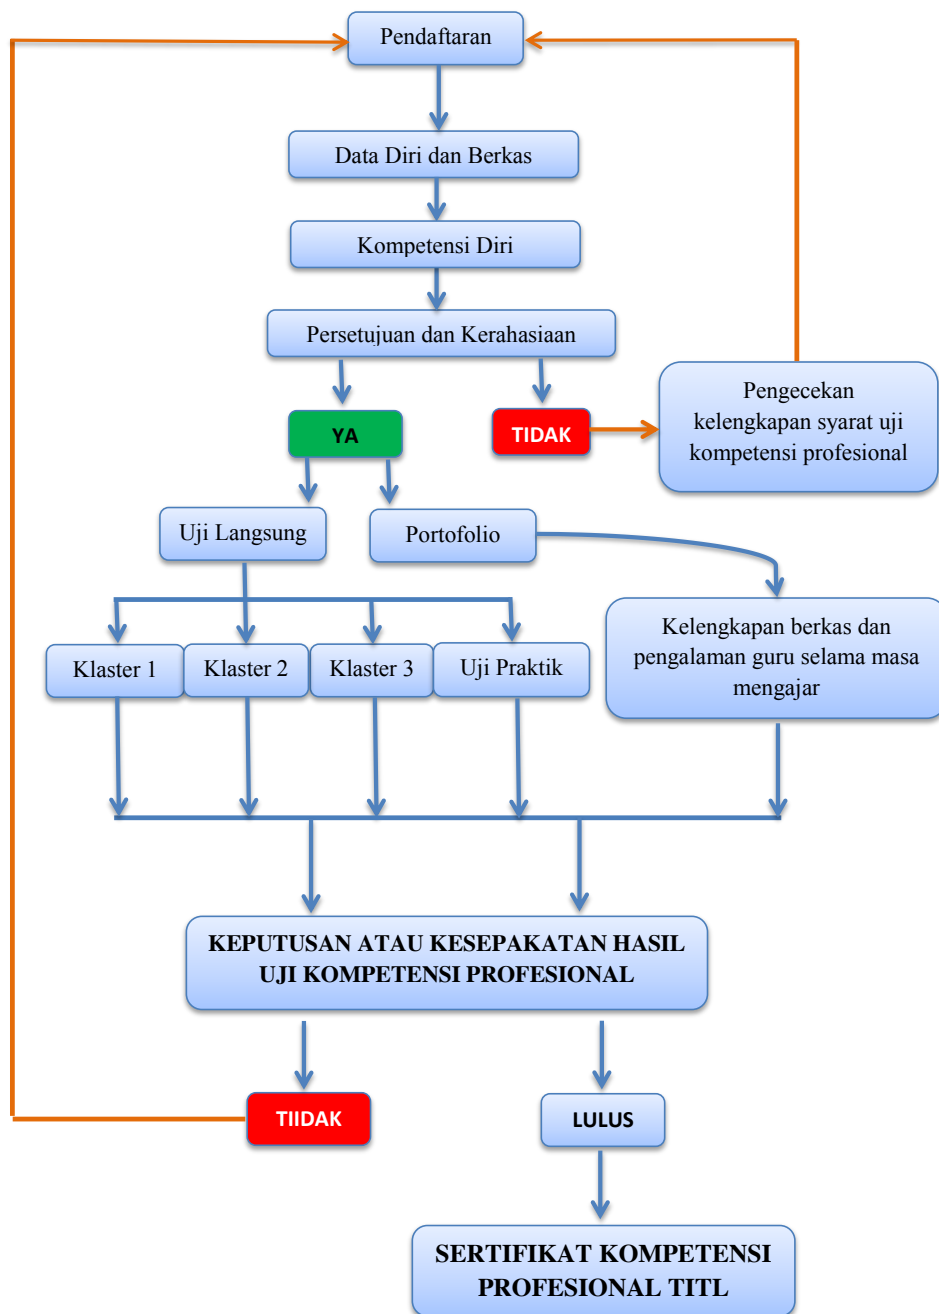 Pendaftaran
Data Diri dan Berkas
Kompetensi Diri
Persetujuan dan Kerahasiaan
YA
TIDAK
Pengecekan
kelengkapan syarat uji
kompetensi profesional
Uji Langsung
Portofolio
Klaster 1
Klaster 2
Klaster 3
Uji Praktik
Kelengkapan berkas dan
pengalaman guru selama masa
mengajar
KEPUTUSAN ATAU KESEPAKATAN HASIL
UJI KOMPETENSI PROFESIONAL
TIIDAK
LULUS
SERTIFIKAT KOMPETENSI
PROFESIONAL TITL